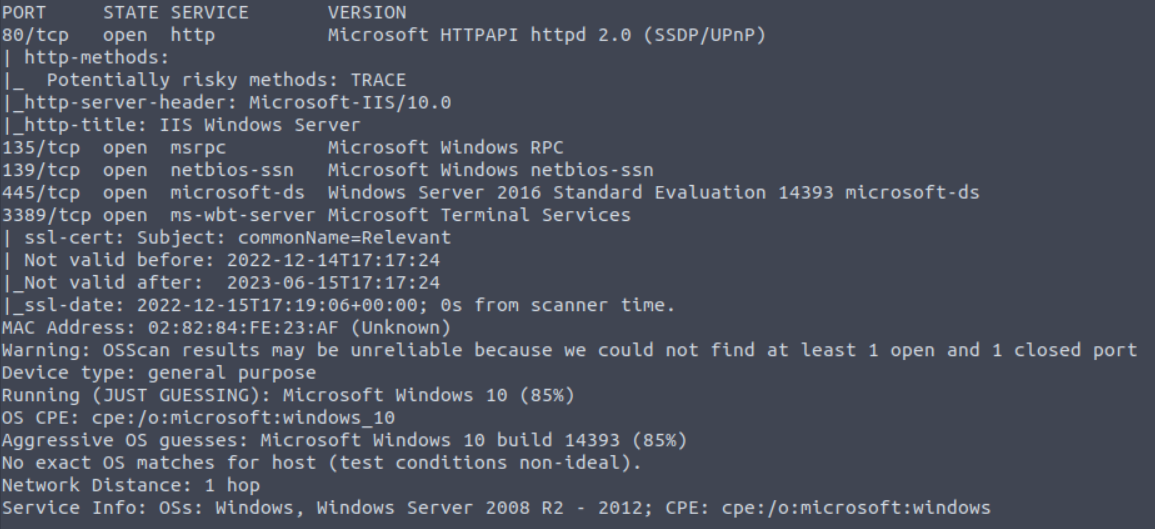 PORT     STATE SERVICE       VERSION
80/tcp   open  http          Microsoft HTTPAPI httpd 2.0 (SSDP/UPnP)
| http-methods:
|_  Potentially risky methods: TRACE
|_http-server-header: Microsoft-IIS/10.0
|_http-title: IIS Windows Server
135/tcp  open  msrpc         Microsoft Windows RPC
139/tcp  open  netbios-ssn   Microsoft Windows netbios-ssn
445/tcp  open  microsoft-ds  Windows Server 2016 Standard Evaluation 14393 microsoft-ds
3389/tcp open  ms-wbt-server Microsoft Terminal Services
| ssl-cert: Subject: commonName=Relevant
| Not valid before: 2022-12-14T17:17:24
|_Not valid after:  2023-06-15T17:17:24
|_ssl-date: 2022-12-15T17:19:06+00:00; 0s from scanner time.
MAC Address: 02:82:84:FE:23:AF (Unknown)
Warning: OSScan results may be unreliable because we could not find at least 1 open and 1 closed port
Device type: general purpose
Running (JUST GUESSING): Microsoft Windows 10 (85%)
OS CPE: cpe:/o:microsoft:windows_10
Aggressive OS guesses: Microsoft Windows 10 build 14393 (85%)
No exact OS matches for host (test conditions non-ideal).
Network Distance: 1 hop
Service Info: OSs: Windows, Windows Server 2008 R2 - 2012; CPE: cpe:/o:microsoft:windows